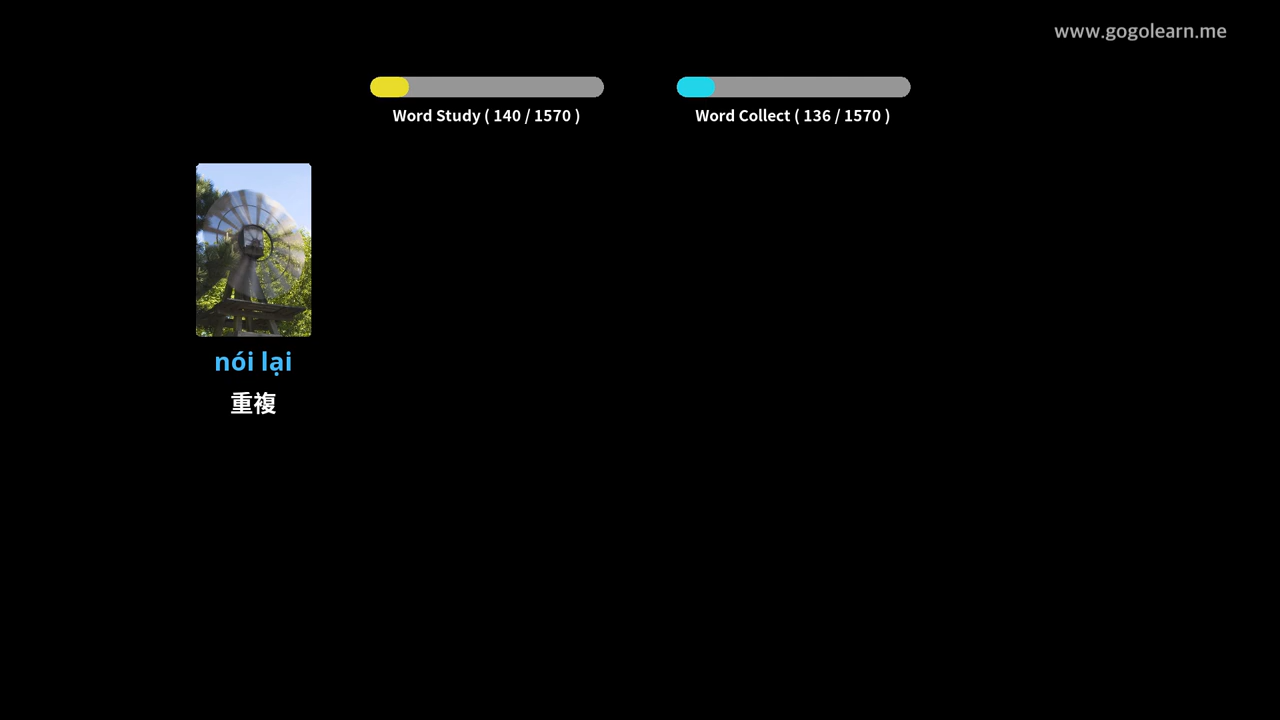 www.gogolearn.me
Word Study ( 140 / 1570 )
Word Collect ( 136 / 1570 )
nói lại
重複